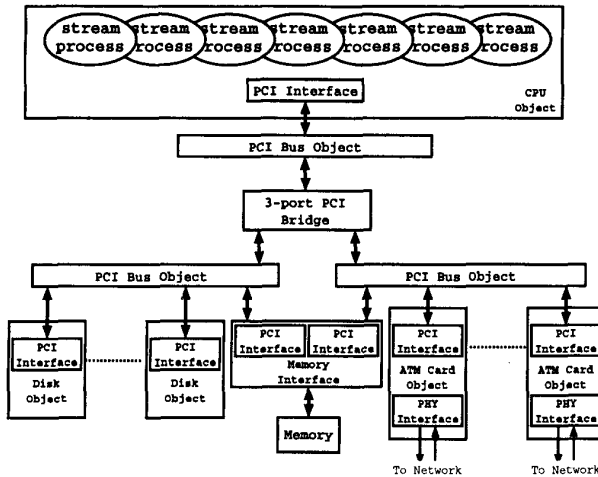 stream stream stream stream stream stream stream
process rocess rocess rocess rocess rocess rocess
PCI Interface
CPU
Object
PCI Bus Object
3-port PCI
Bridge
PCI Bus Object
PCI Bus Object
PCI
Interface
Disk
Object
PCI
Interface
Disk
Object
PCI
Interface
PCI
Interface
Memory
Interface
Memory
PCI
Interface
ATM Card
Object
PHY
Interface
To Network
PCI
Interface
ATM Card
Object
PHY
Interface
To Network